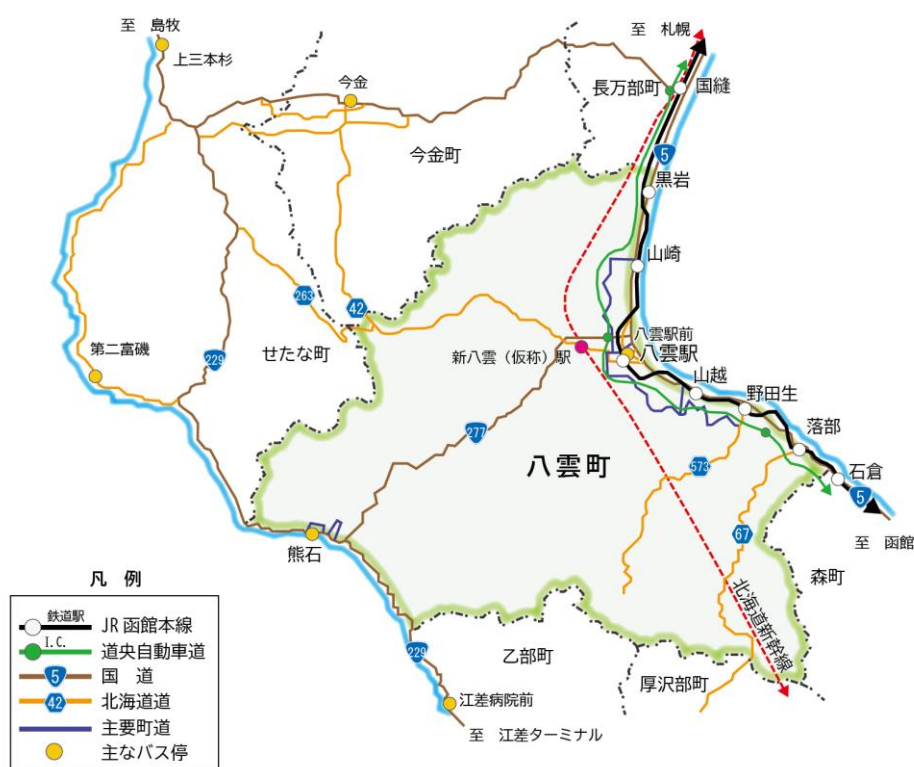 至 島牧
上三本杉
至 札幌
今金
長万部町
国縫
今金町
5
黒岩
山崎
263
42
八雲駅前
八雲駅
新八雲（仮称）駅
せたな町
第二富磯
229
山越
野田生
277
八雲町
573
落部
石倉
5
至 函館
67
熊石
森町
北海道新幹線
乙部町
229
厚沢部町
江差病院前
至 江差ターミナル
凡 例
鉄道駅
JR函館本線
I.C.
道央自動車道
5
国 道
42
北海道道
主要町道
主なバス停